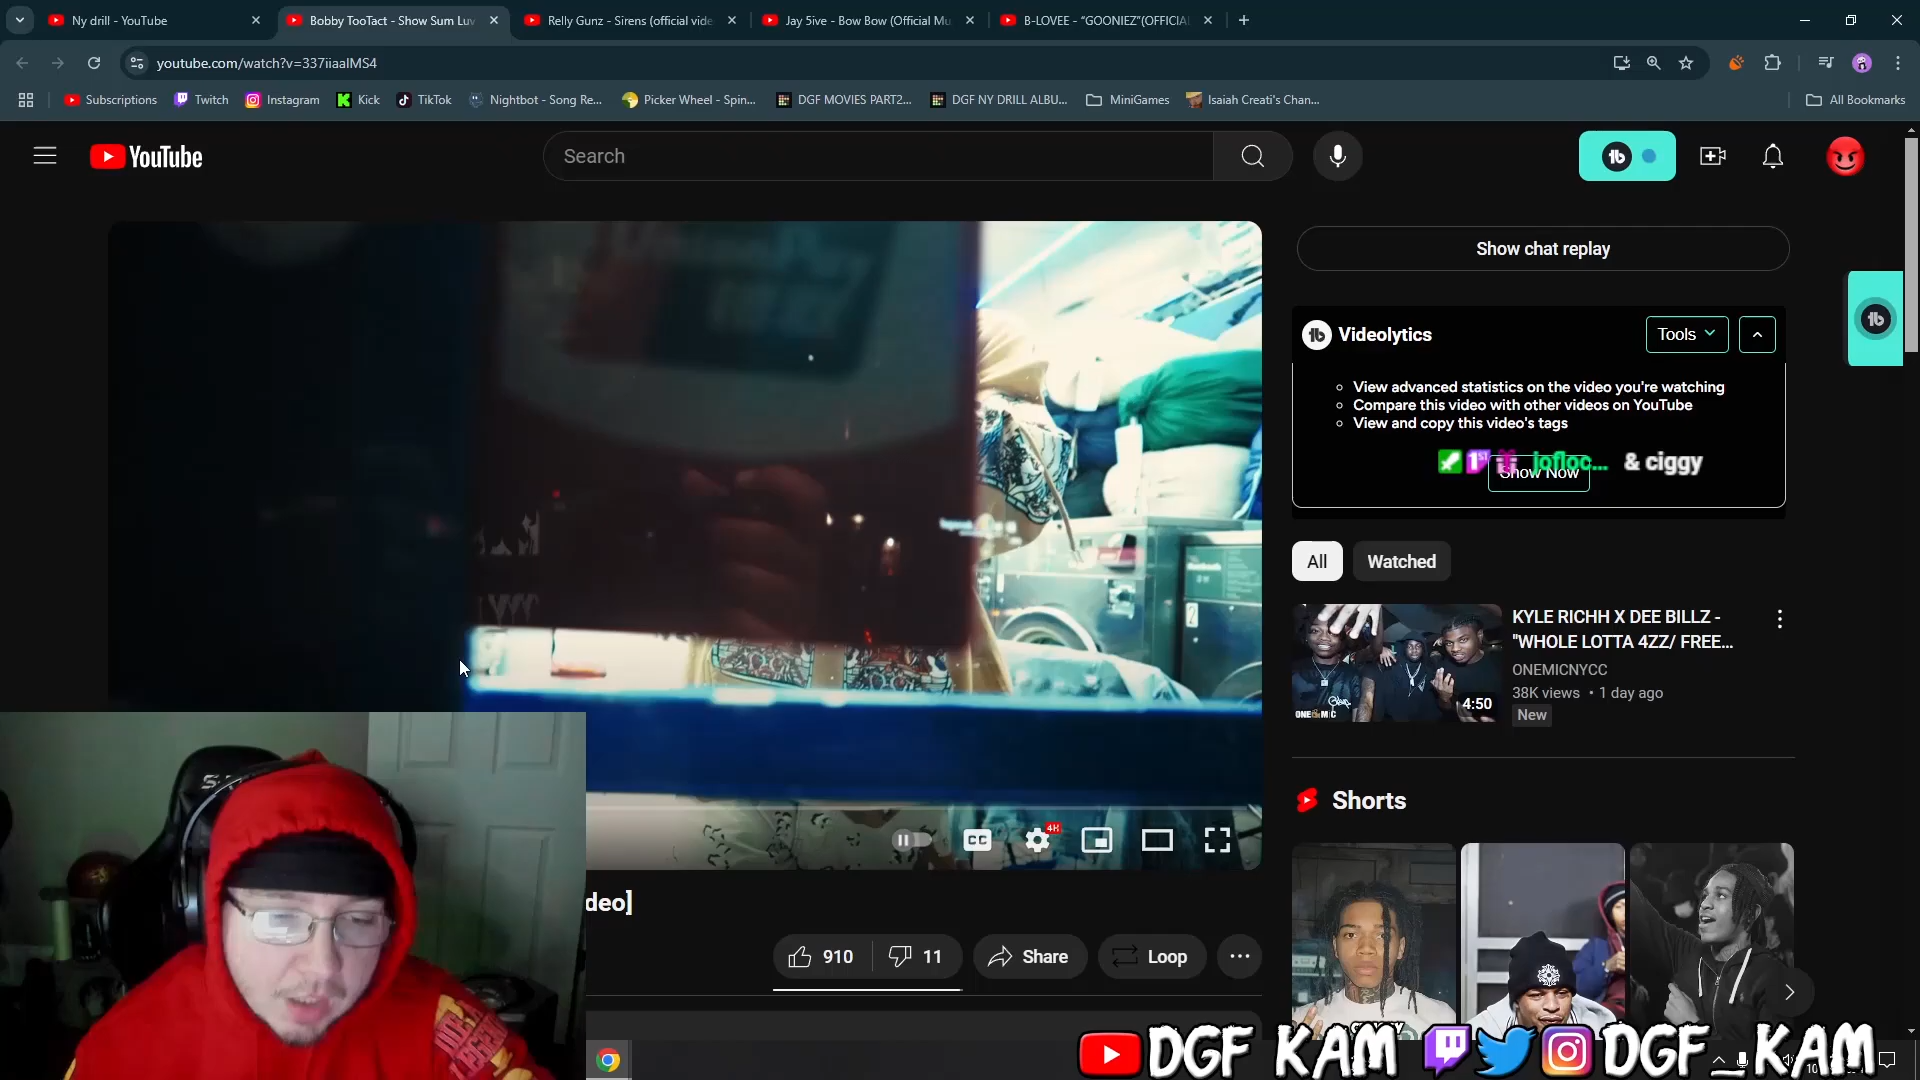 Ny drill - YouTube
Bobby TooTact - Show Sum Luv
Relly Gunz - Sirens (official vide
Jay 5ive - Bow Bow (Official Mu
B-LOVEE - “GOONIEZ”(OFFICIAL
youtube.com/watch?v=337iiaalMS4
Subscriptions
Twitch
Instagram
Kick
TikTok
Nightbot - Song Re...
Picker Wheel - Spin...
DGF MOVIES PART2...
DGF NY DRILL ALBU...
MiniGames
Isaiah Creati's Chan...
All Bookmarks
YouTube
Search
Show chat replay
Videolytics
Tools
View advanced statistics on the video you're watching
Compare this video with other videos on YouTube
View and copy this video's tags
jofloc... & ciggy
Show Now
All
Watched
KYLE RICHH X DEE BILLZ -
"WHOLE LOTTA 4ZZ/ FREE...
ONEMICNYCC
38K views • 1 day ago
New
4:50
Shorts
CC
4K
deo]
910
11
Share
Loop
DGF KAM
DGF_KAM